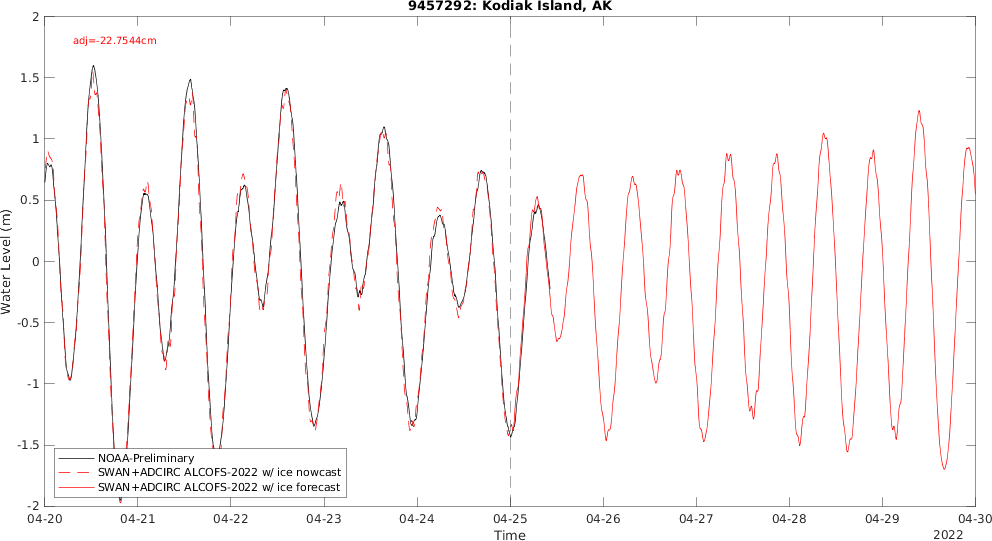 9457292: Kodiak Island, AK
adj=-22.7544cm
2
1.5
1
0.5
0
-0.5
-1
-1.5
-2
Water Level (m)
NOAA-Preliminary
SWAN+ADCIRC ALCOFS-2022 w/ ice nowcast
SWAN+ADCIRC ALCOFS-2022 w/ ice forecast
04-20 04-21 04-22 04-23 04-24 04-25 04-26 04-27 04-28 04-29 04-30
Time
2022